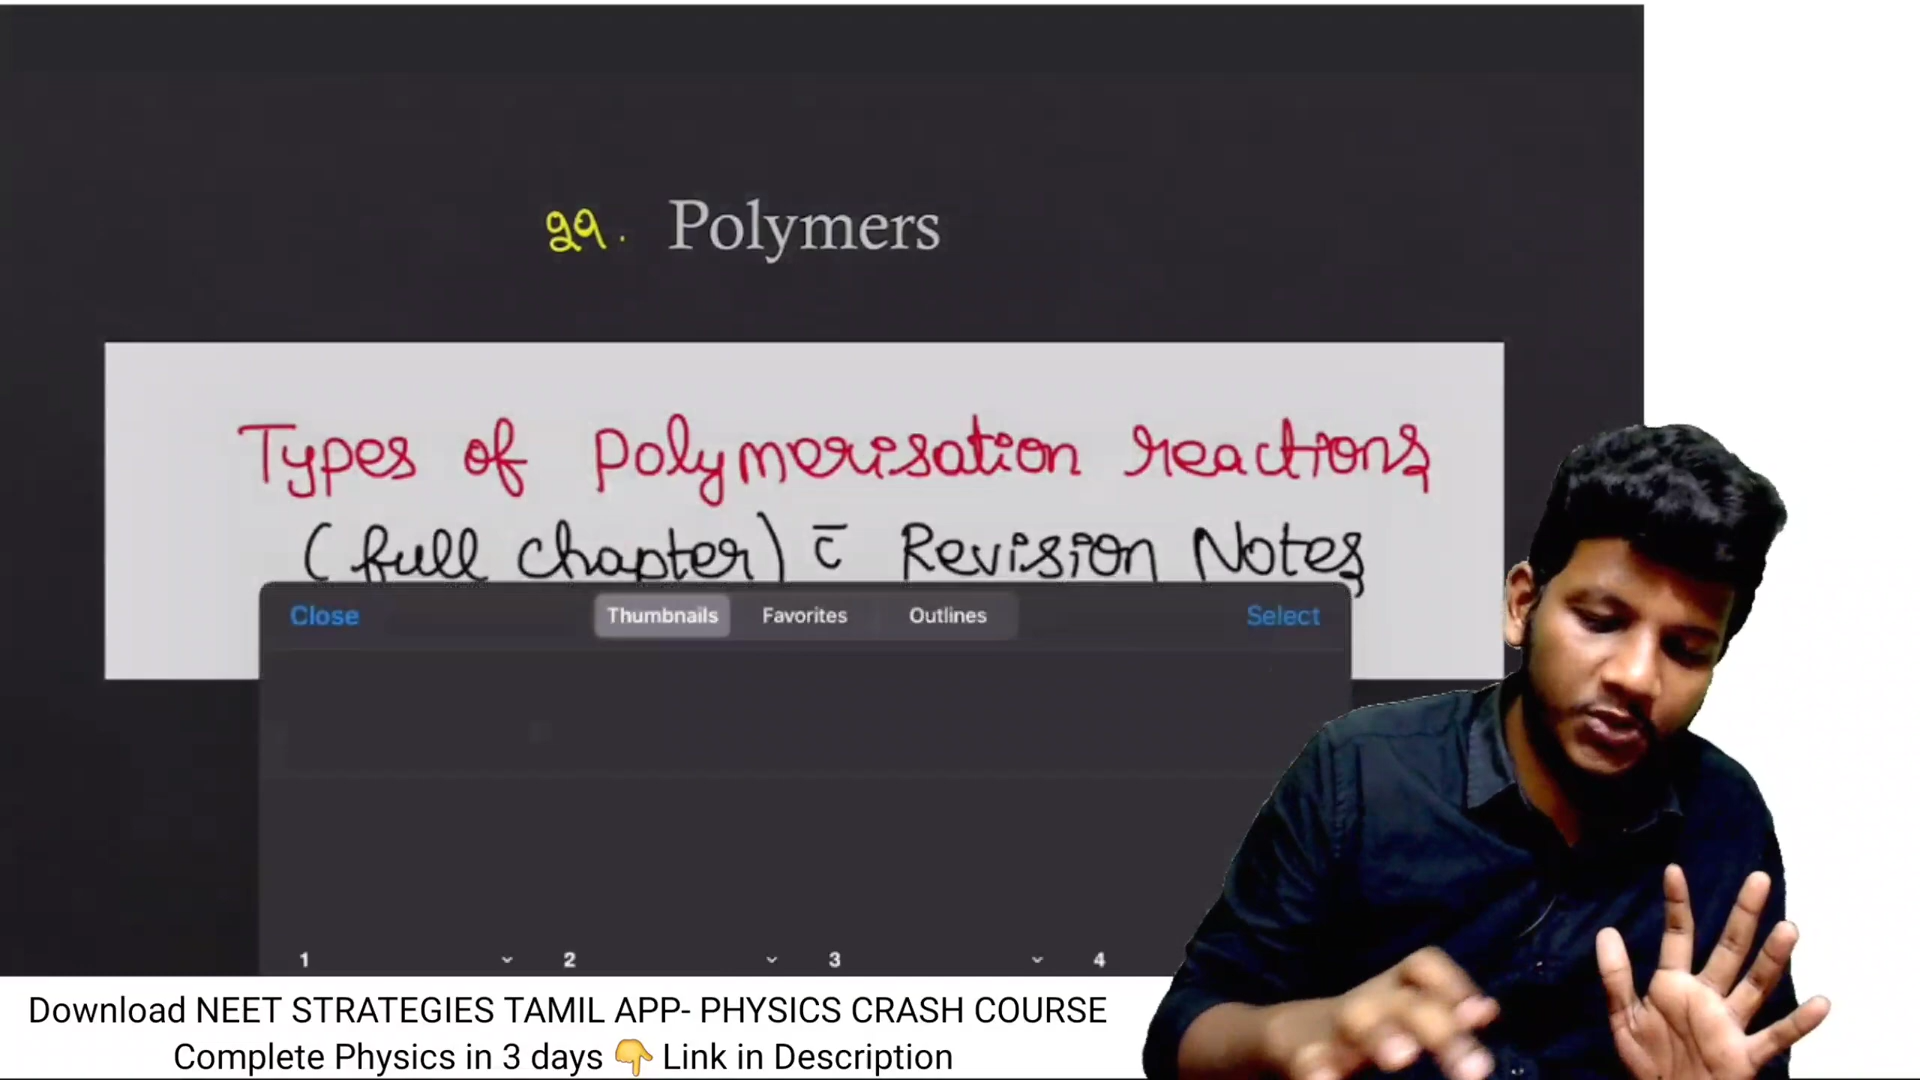 29. Polymers
Types of polymerisation reactions
(full chapter) c̄ Revision Notes
Close Thumbnails Favorites Outlines Select
1 2 3 4
Download NEET STRATEGIES TAMIL APP- PHYSICS CRASH COURSE
Complete Physics in 3 days 👇 Link in Description